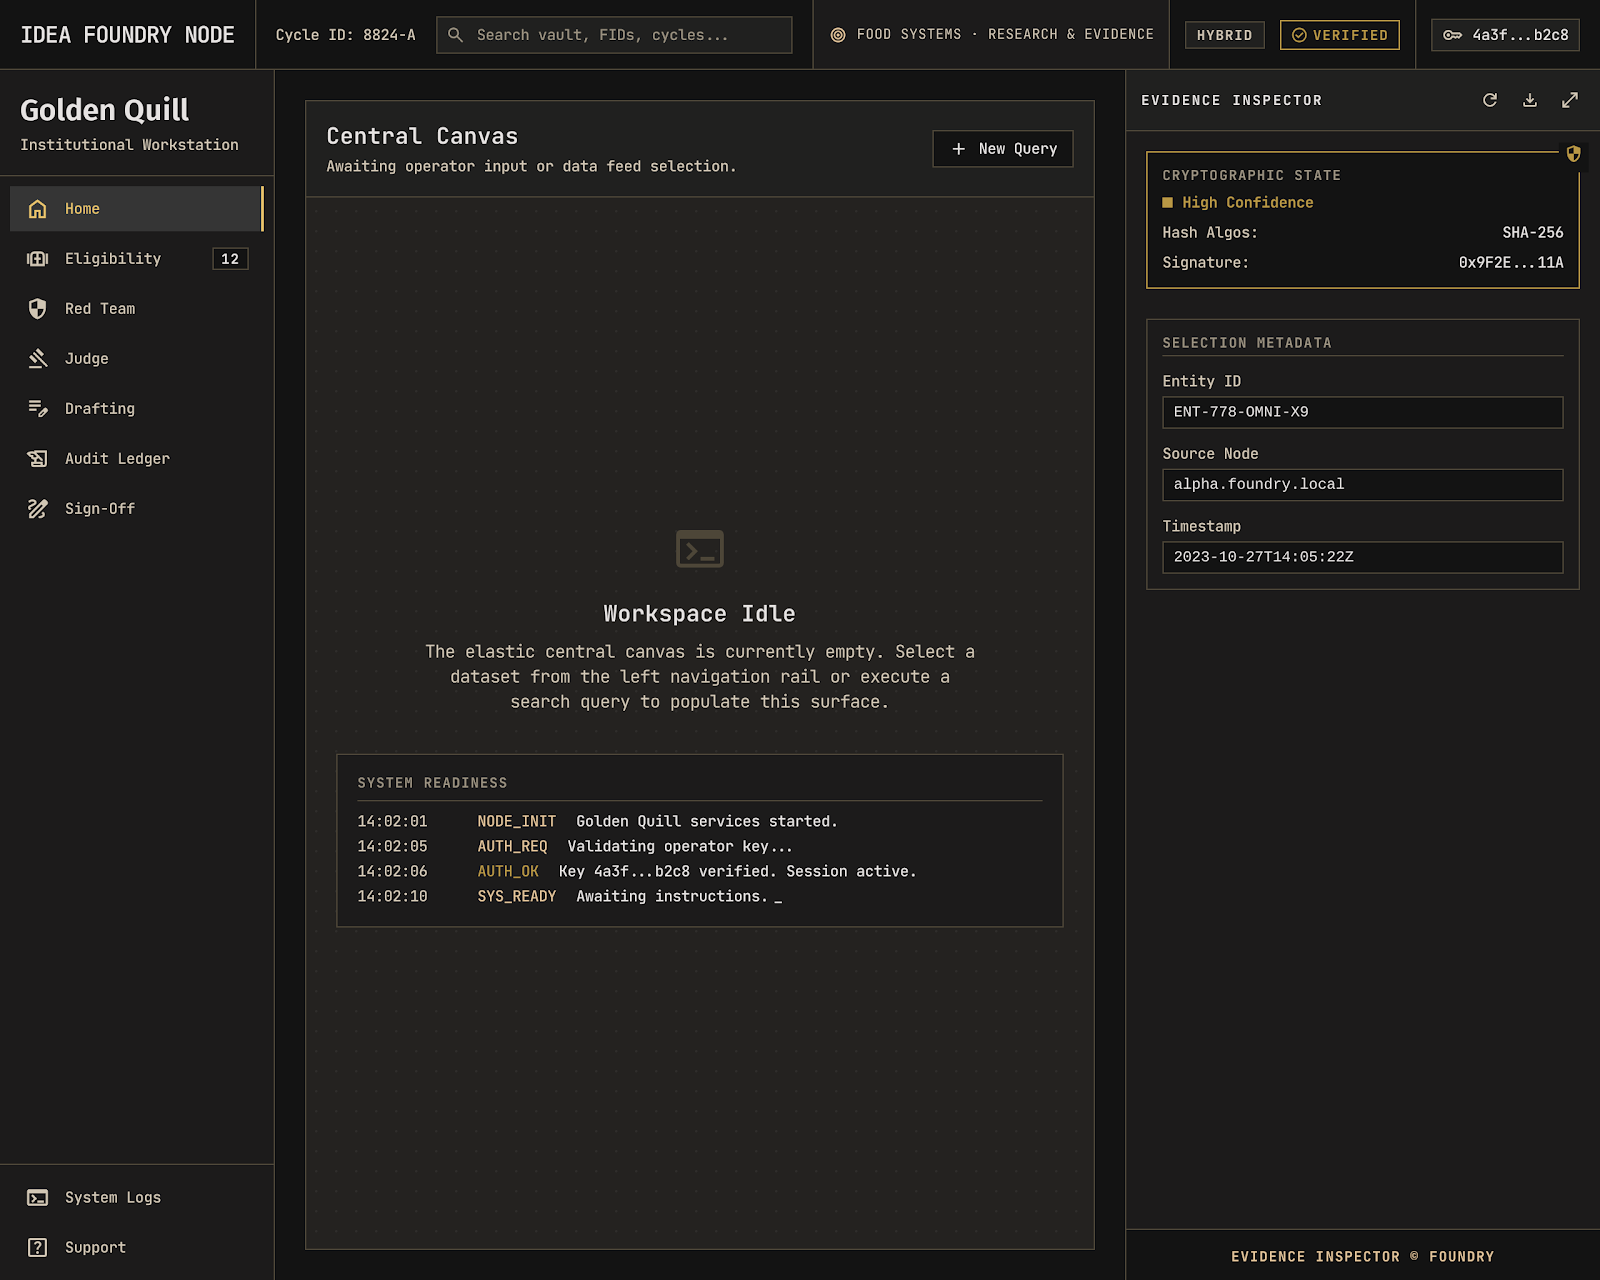 IDEA FOUNDRY NODE
Cycle ID: 8824-A
Search vault, FIDs, cycles...
FOOD SYSTEMS · RESEARCH & EVIDENCE
HYBRID
VERIFIED
4a3f...b2c8
Golden Quill
Institutional Workstation
Home
Eligibility 12
Red Team
Judge
Drafting
Audit Ledger
Sign-Off
System Logs
Support
Central Canvas
Awaiting operator input or data feed selection.
New Query
Workspace Idle
The elastic central canvas is currently empty. Select a
dataset from the left navigation rail or execute a
search query to populate this surface.
SYSTEM READINESS
14:02:01 NODE_INIT Golden Quill services started.
14:02:05 AUTH_REQ Validating operator key...
14:02:06 AUTH_OK Key 4a3f...b2c8 verified. Session active.
14:02:10 SYS_READY Awaiting instructions. _
EVIDENCE INSPECTOR
CRYPTOGRAPHIC STATE
High Confidence
Hash Algos: SHA-256
Signature: 0x9F2E...11A
SELECTION METADATA
Entity ID
ENT-778-OMNI-X9
Source Node
alpha.foundry.local
Timestamp
2023-10-27T14:05:22Z
EVIDENCE INSPECTOR © FOUNDRY